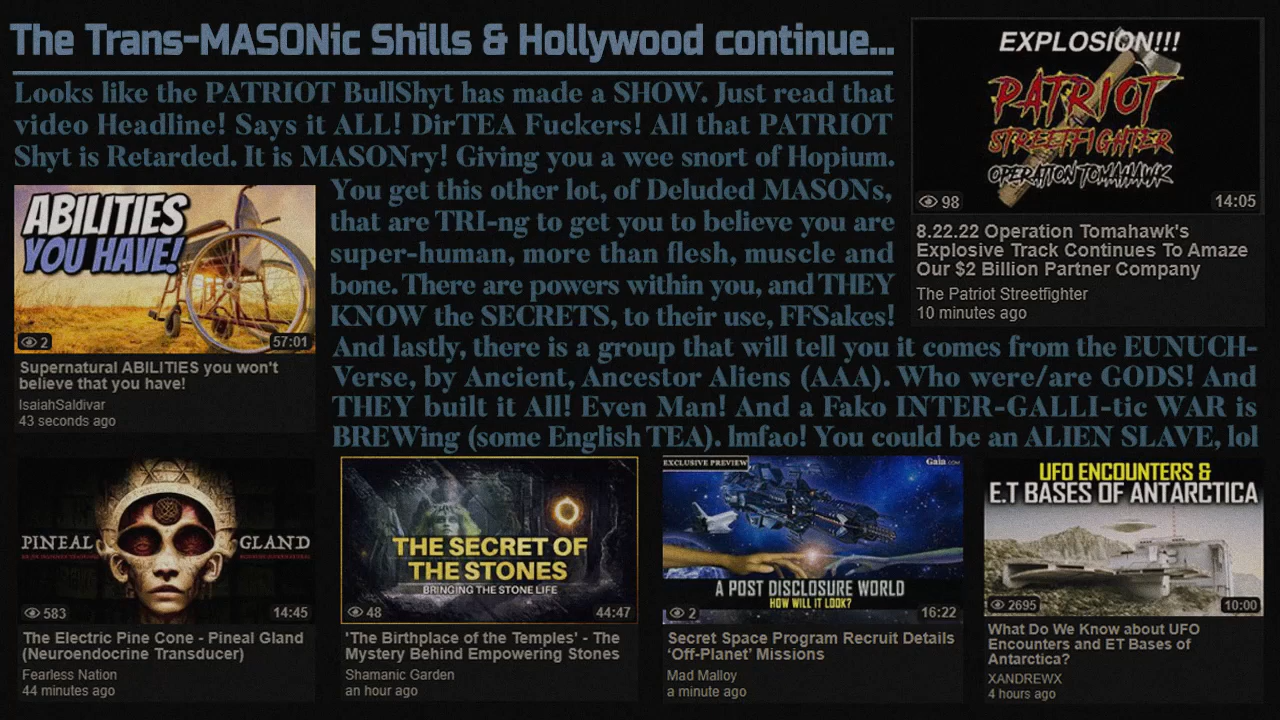 The Trans-MASONic Shills & Hollywood continue...
Looks like the PATRIOT BullShyt has made a SHOW. Just read that
video Headline! Says it ALL! DirTEA Fuckers! All that PATRIOT
Shyt is Retarded. It is MASONry! Giving you a wee snort of Hopium.
You get this other lot, of Deluded MASONs,
that are TRI-ng to get you to believe you are
super-human, more than flesh, muscle and
bone. There are powers within you, and THEY
KNOW the SECRETS, to their use, FFSakes!
And lastly, there is a group that will tell you it comes from the EUNUCH-
Verse, by Ancient, Ancestor Aliens (AAA). Who were/are GODS! And
THEY built it All! Even Man! And a Fako INTER-GALLI-tic WAR is
BREWing (some English TEA). lmfao! You could be an ALIEN SLAVE, lol
EXPLOSION!!!
PATRIOT
STREETFIGHTER
OPERATION TOMAHAWK
98
14:05
8.22.22 Operation Tomahawk's
Explosive Track Continues To Amaze
Our $2 Billion Partner Company
The Patriot Streetfighter
10 minutes ago
ABILITIES
YOU HAVE!
2
57:01
Supernatural ABILITIES you won't
believe that you have!
IsaiahSaldivar
43 seconds ago
PINEAL GLAND
583
14:45
The Electric Pine Cone - Pineal Gland
(Neuroendocrine Transducer)
Fearless Nation
44 minutes ago
THE SECRET OF
THE STONES
BRINGING THE STONE LIFE
48
44:47
'The Birthplace of the Temples' - The
Mystery Behind Empowering Stones
Shamanic Garden
an hour ago
EXCLUSIVE PREVIEW
Gaia.COM
A POST DISCLOSURE WORLD
HOW WILL IT LOOK?
2
16:22
Secret Space Program Recruit Details
'Off-Planet' Missions
Mad Malloy
a minute ago
UFO ENCOUNTERS &
E.T BASES OF ANTARCTICA
2695
10:00
What Do We Know about UFO
Encounters and ET Bases of
Antarctica?
XANDREWX
4 hours ago